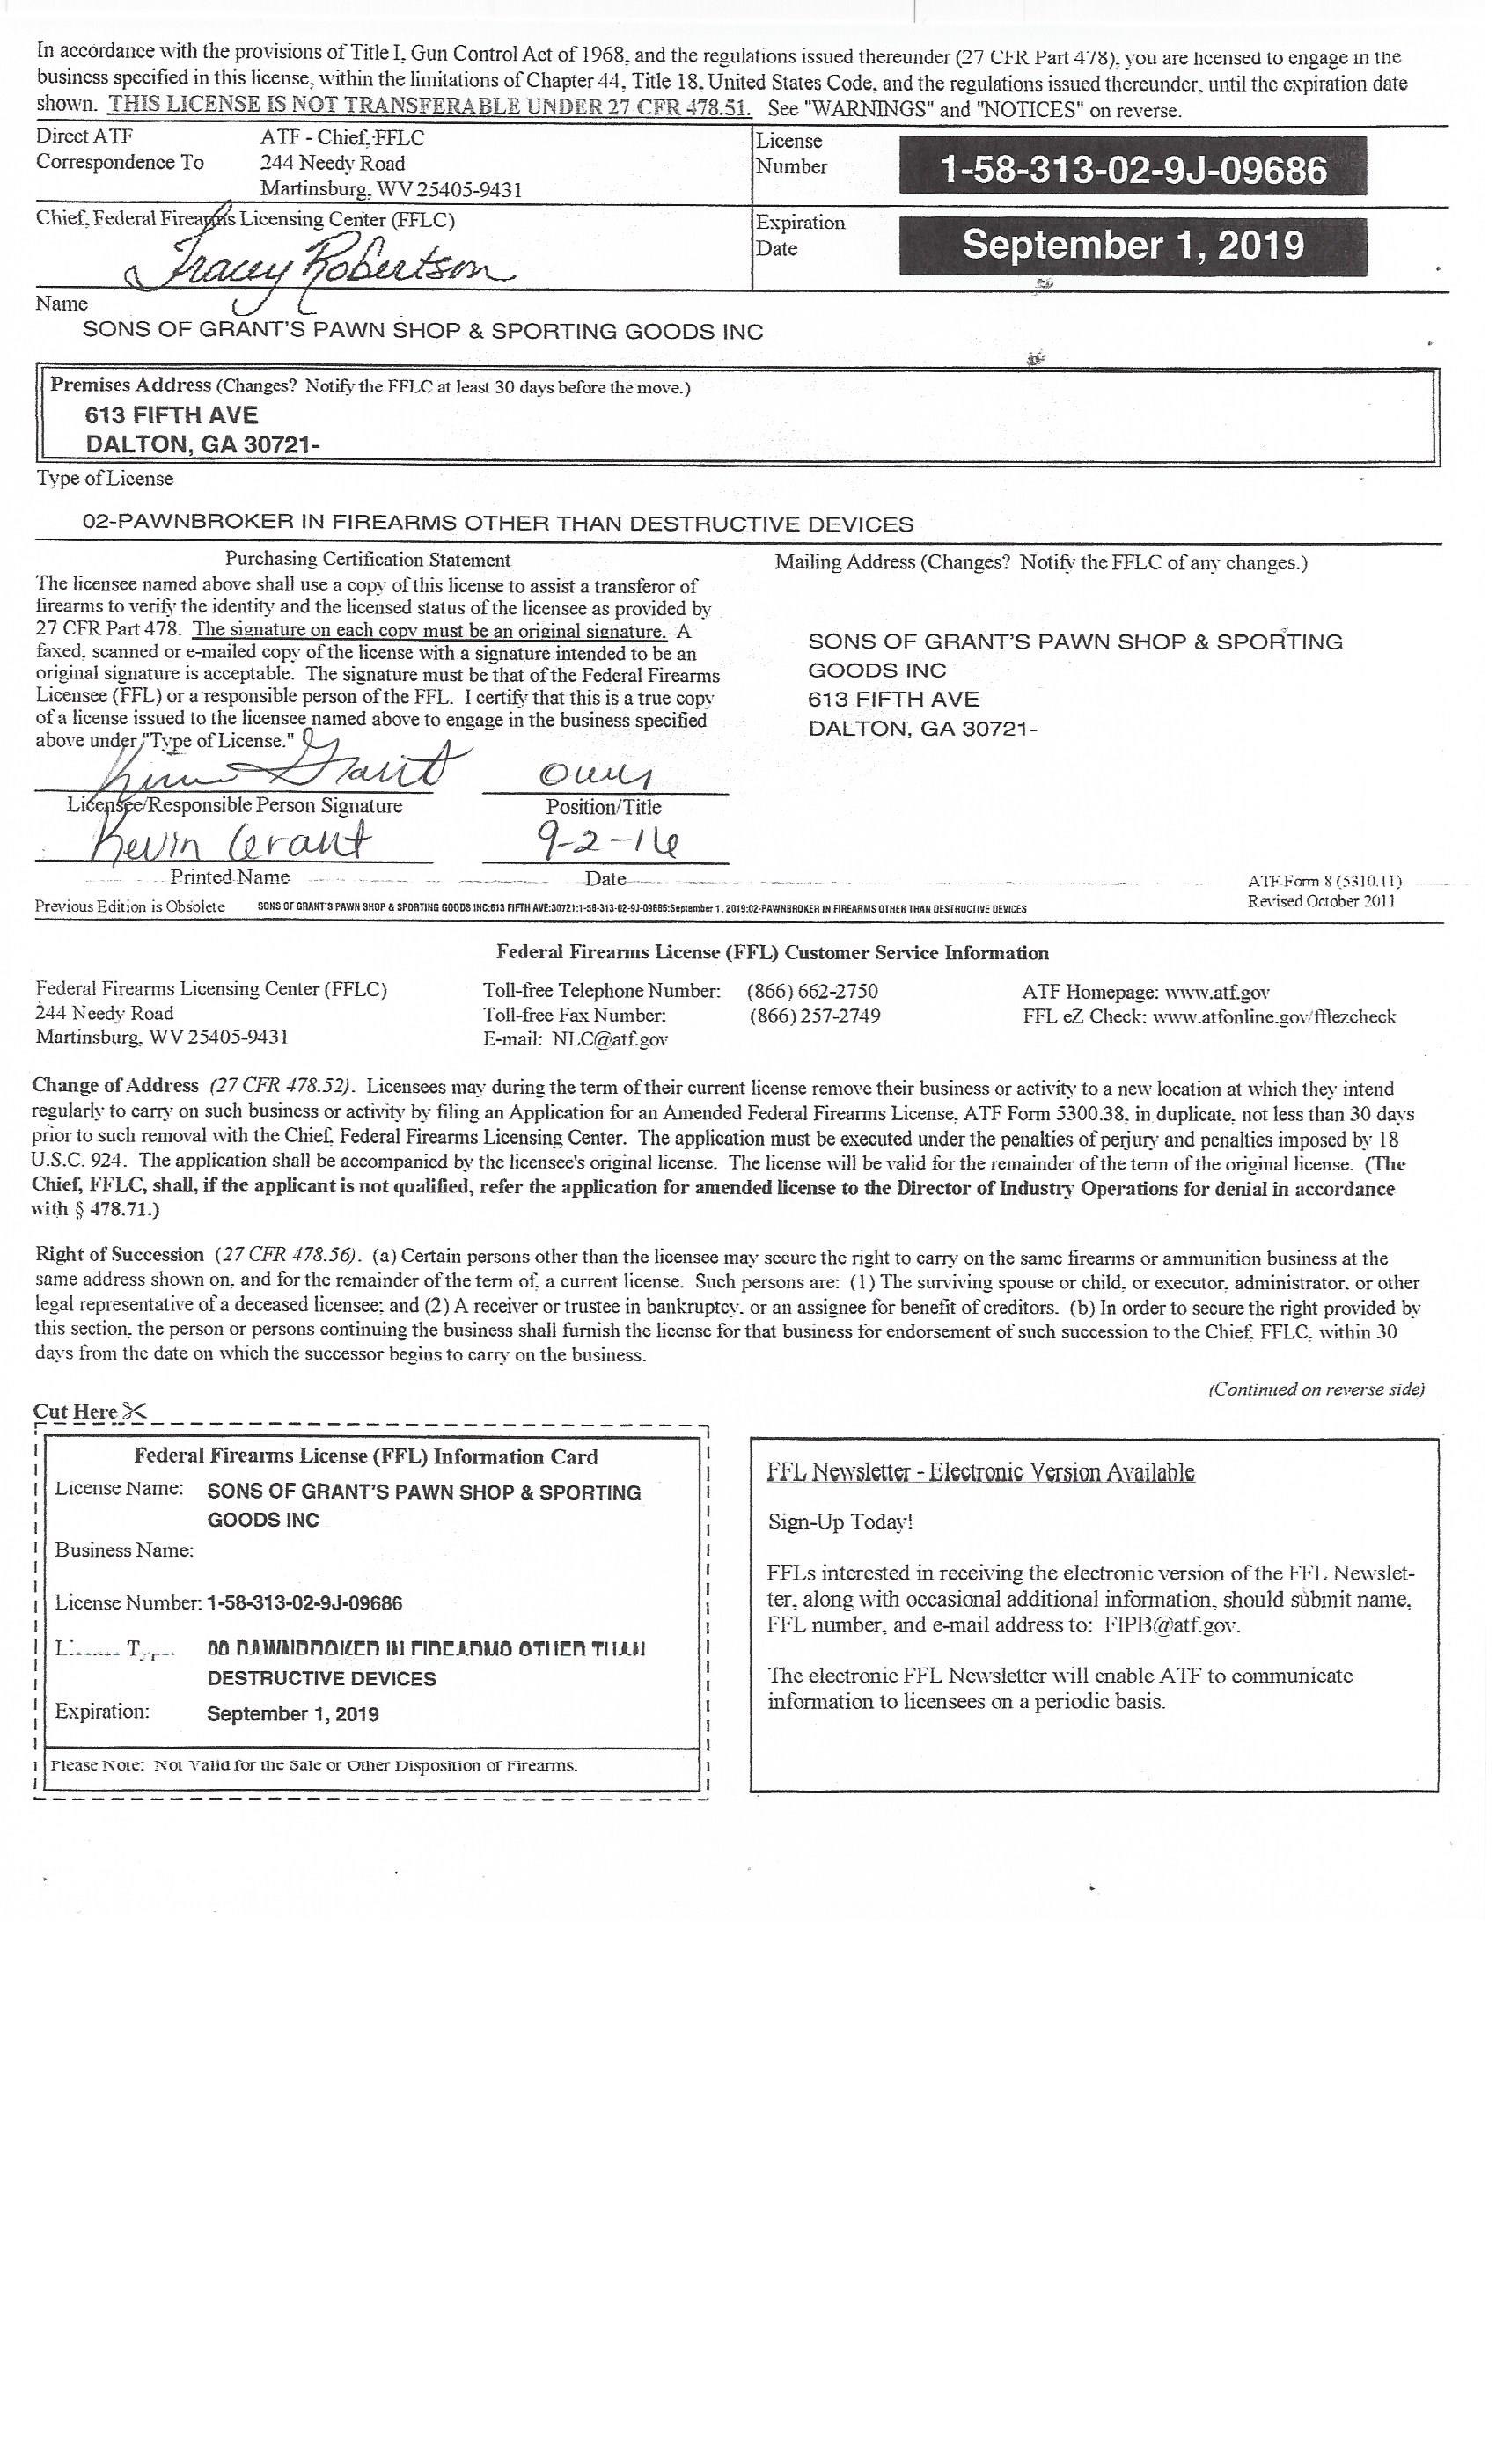 In accordance with the provisions of Title I, Gun Control Act of 1968, and the regulations issued thereunder (27 CFR Part 478), you are licensed to engage in the
business specified in this license, within the limitations of Chapter 44, Title 18, United States Code, and the regulations issued thereunder, until the expiration date
shown. THIS LICENSE IS NOT TRANSFERABLE UNDER 27 CFR 478.51. See "WARNINGS" and "NOTICES" on reverse.
Direct ATF
Correspondence To
ATF - Chief, FFLC
244 Needy Road
Martinsburg, WV 25405-9431
License
Number
1-58-313-02-9J-09686
Chief, Federal Firearms Licensing Center (FFLC)
Tracey Robertson
Expiration
Date
September 1, 2019
Name
SONS OF GRANT'S PAWN SHOP & SPORTING GOODS INC
Premises Address (Changes? Notify the FFLC at least 30 days before the move.)
613 FIFTH AVE
DALTON, GA 30721-
Type of License
02-PAWNBROKER IN FIREARMS OTHER THAN DESTRUCTIVE DEVICES
Purchasing Certification Statement
The licensee named above shall use a copy of this license to assist a transferor of
firearms to verify the identity and the licensed status of the licensee as provided by
27 CFR Part 478. The signature on each copy must be an original signature. A
faxed, scanned or e-mailed copy of the license with a signature intended to be an
original signature is acceptable. The signature must be that of the Federal Firearms
Licensee (FFL) or a responsible person of the FFL. I certify that this is a true copy
of a license issued to the licensee named above to engage in the business specified
above under "Type of License."
Mailing Address (Changes? Notify the FFLC of any changes.)
SONS OF GRANT'S PAWN SHOP & SPORTING
GOODS INC
613 FIFTH AVE
DALTON, GA 30721-
Grant
Licensee/Responsible Person Signature
Position/Title
Kevin Grant
9-2-16
Printed Name
Date
ATF Form 8 (5310.11)
Revised October 2011
Previous Edition is Obsolete
SONS OF GRANT'S PAWN SHOP & SPORTING GOODS INC:613 FIFTH AVE:30721:1-58-313-02-9J-09686:September 1, 2019:02-PAWNBROKER IN FIREARMS OTHER THAN DESTRUCTIVE DEVICES
Federal Firearms License (FFL) Customer Service Information
Federal Firearms Licensing Center (FFLC)
244 Needy Road
Martinsburg, WV 25405-9431
Toll-free Telephone Number: (866) 662-2750
Toll-free Fax Number: (866) 257-2749
E-mail: NLC@atf.gov
ATF Homepage: www.atf.gov
FFL eZ Check: www.atfonline.gov/fflezcheck
Change of Address (27 CFR 478.52). Licensees may during the term of their current license remove their business or activity to a new location at which they intend
regularly to carry on such business or activity by filing an Application for an Amended Federal Firearms License, ATF Form 5300.38, in duplicate, not less than 30 days
prior to such removal with the Chief, Federal Firearms Licensing Center. The application must be executed under the penalties of perjury and penalties imposed by 18
U.S.C. 924. The application shall be accompanied by the licensee's original license. The license will be valid for the remainder of the term of the original license. (The
Chief, FFLC, shall, if the applicant is not qualified, refer the application for amended license to the Director of Industry Operations for denial in accordance
with § 478.71.)
Right of Succession (27 CFR 478.56). (a) Certain persons other than the licensee may secure the right to carry on the same firearms or ammunition business at the
same address shown on, and for the remainder of the term of, a current license. Such persons are: (1) The surviving spouse or child, or executor, administrator, or other
legal representative of a deceased licensee; and (2) A receiver or trustee in bankruptcy, or an assignee for benefit of creditors. (b) In order to secure the right provided by
this section, the person or persons continuing the business shall furnish the license for that business for endorsement of such succession to the Chief, FFLC, within 30
days from the date on which the successor begins to carry on the business.
(Continued on reverse side)
Cut Here
Federal Firearms License (FFL) Information Card
License Name: SONS OF GRANT'S PAWN SHOP & SPORTING
GOODS INC
Business Name:
License Number: 1-58-313-02-9J-09686
PAWNBROKER IN FIREARMS OTHER THAN
DESTRUCTIVE DEVICES
Expiration: September 1, 2019
Please Note: Not Valid for the Sale or Other Disposition of Firearms.
FFL Newsletter - Electronic Version Available
Sign-Up Today!
FFLs interested in receiving the electronic version of the FFL Newslet-
ter, along with occasional additional information, should submit name,
FFL number, and e-mail address to: FIPB@atf.gov.
The electronic FFL Newsletter will enable ATF to communicate
information to licensees on a periodic basis.